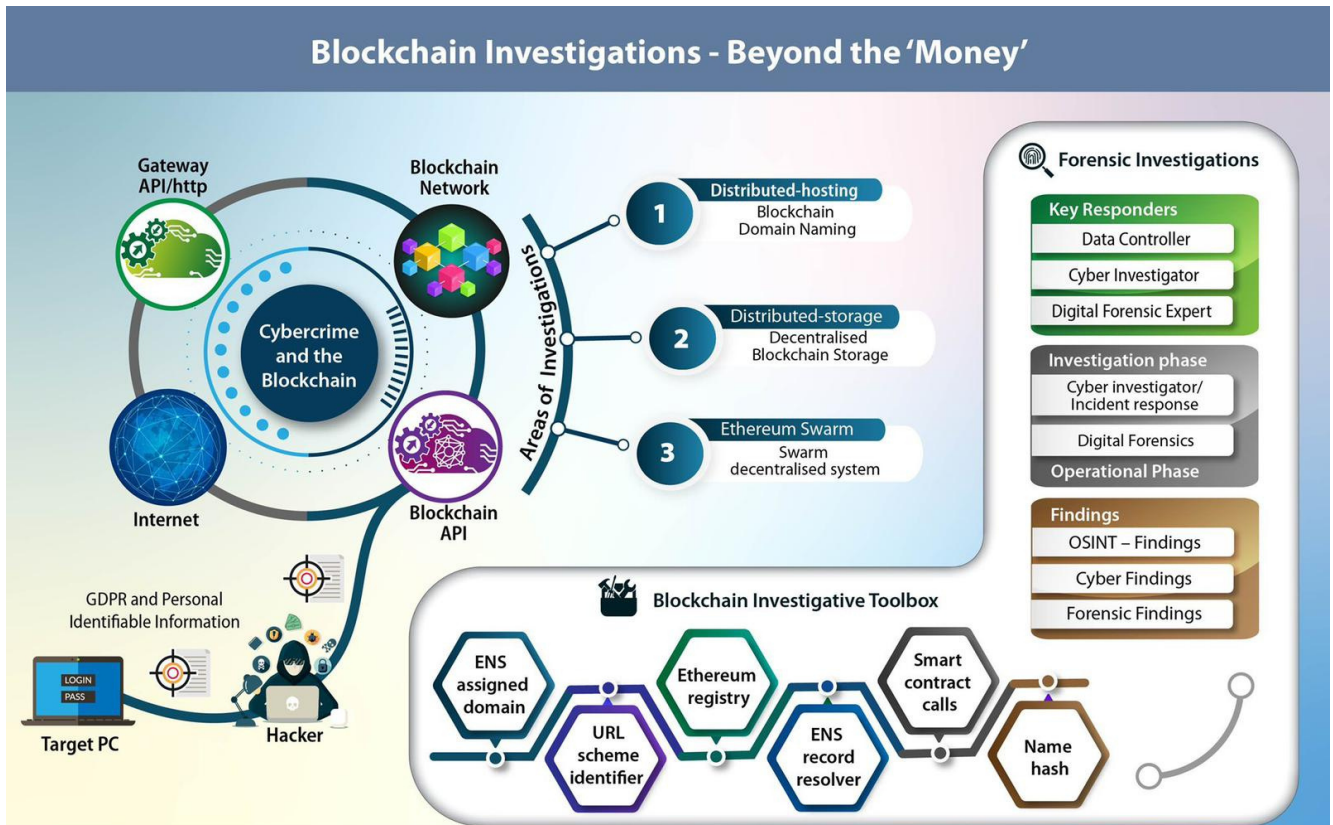 Blockchain Investigations - Beyond the 'Money'
Gateway
API/http
Blockchain
Network
Cybercrime
and the
Blockchain
Internet
Blockchain
API
Areas of Investigations
1
Distributed-hosting
Blockchain
Domain Naming
2
Distributed-storage
Decentralised
Blockchain Storage
3
Ethereum Swarm
Swarm
decentralised system
GDPR and Personal
Identifiable Information
LOGIN
PASS
Target PC
Hacker
Forensic Investigations
Key Responders
Data Controller
Cyber Investigator
Digital Forensic Expert
Investigation phase
Cyber investigator/
Incident response
Digital Forensics
Operational Phase
Findings
OSINT – Findings
Cyber Findings
Forensic Findings
Blockchain Investigative Toolbox
ENS
assigned
domain
URL
scheme
identifier
Ethereum
registry
ENS
record
resolver
Smart
contract
calls
Name
hash